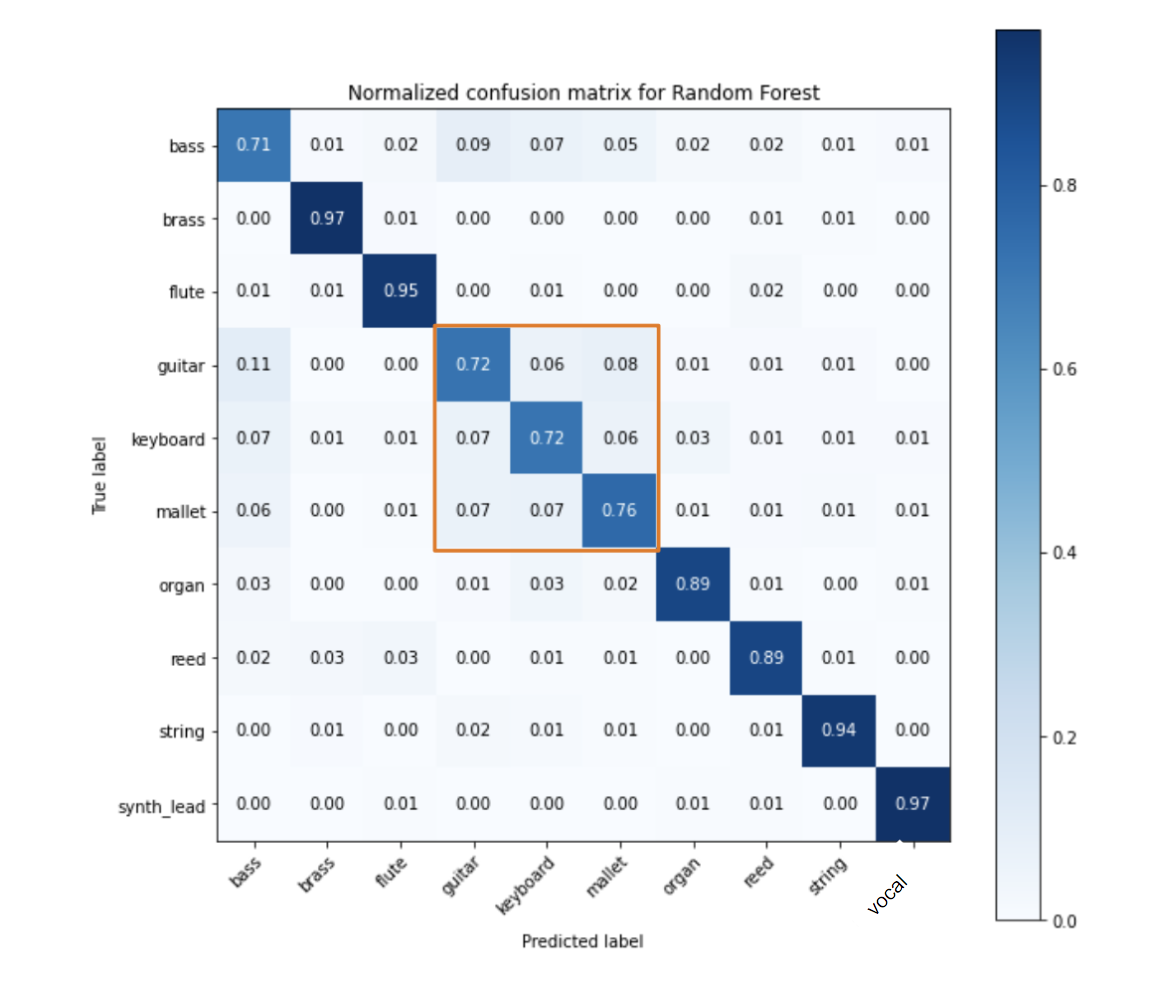 Normalized confusion matrix for Random Forest
bass 0.71 0.01 0.02 0.09 0.07 0.05 0.02 0.02 0.01 0.01
brass 0.00 0.97 0.01 0.00 0.00 0.00 0.00 0.01 0.01 0.00
flute 0.01 0.01 0.95 0.00 0.01 0.00 0.00 0.02 0.00 0.00
guitar 0.11 0.00 0.00 0.72 0.06 0.08 0.01 0.01 0.01 0.00
keyboard 0.07 0.01 0.01 0.07 0.72 0.06 0.03 0.01 0.01 0.01
mallet 0.06 0.00 0.01 0.07 0.07 0.76 0.01 0.01 0.01 0.01
organ 0.03 0.00 0.00 0.01 0.03 0.02 0.89 0.01 0.00 0.01
reed 0.02 0.03 0.03 0.00 0.01 0.01 0.00 0.89 0.01 0.00
string 0.00 0.01 0.00 0.02 0.01 0.01 0.00 0.01 0.94 0.00
synth_lead 0.00 0.00 0.01 0.00 0.00 0.00 0.01 0.01 0.00 0.97
bass brass flute guitar keyboard mallet organ reed string vocal
Predicted label
True label
0.8
0.6
0.4
0.2
0.0